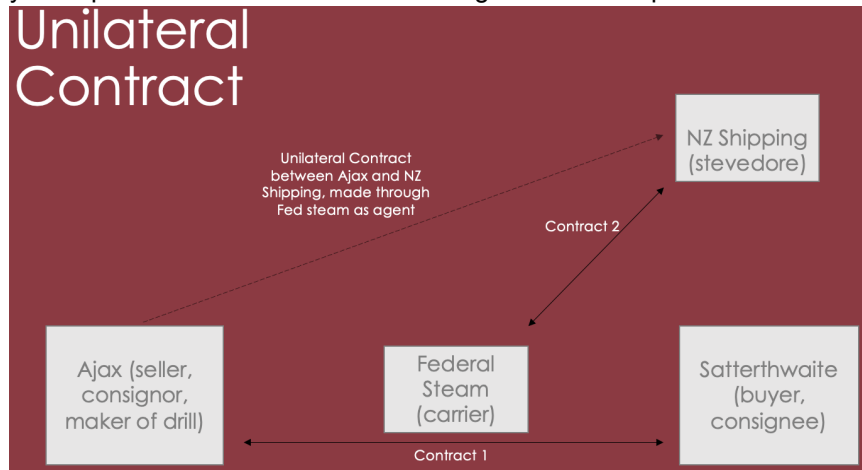 Unilateral
Contract
NZ Shipping
(stevedore)
Unilateral Contract
between Ajax and NZ
Shipping, made through
Fed steam as agent
Contract 2
Ajax (seller,
consignor,
maker of drill)
Federal
Steam
(carrier)
Satterthwaite
(buyer,
consignee)
Contract 1